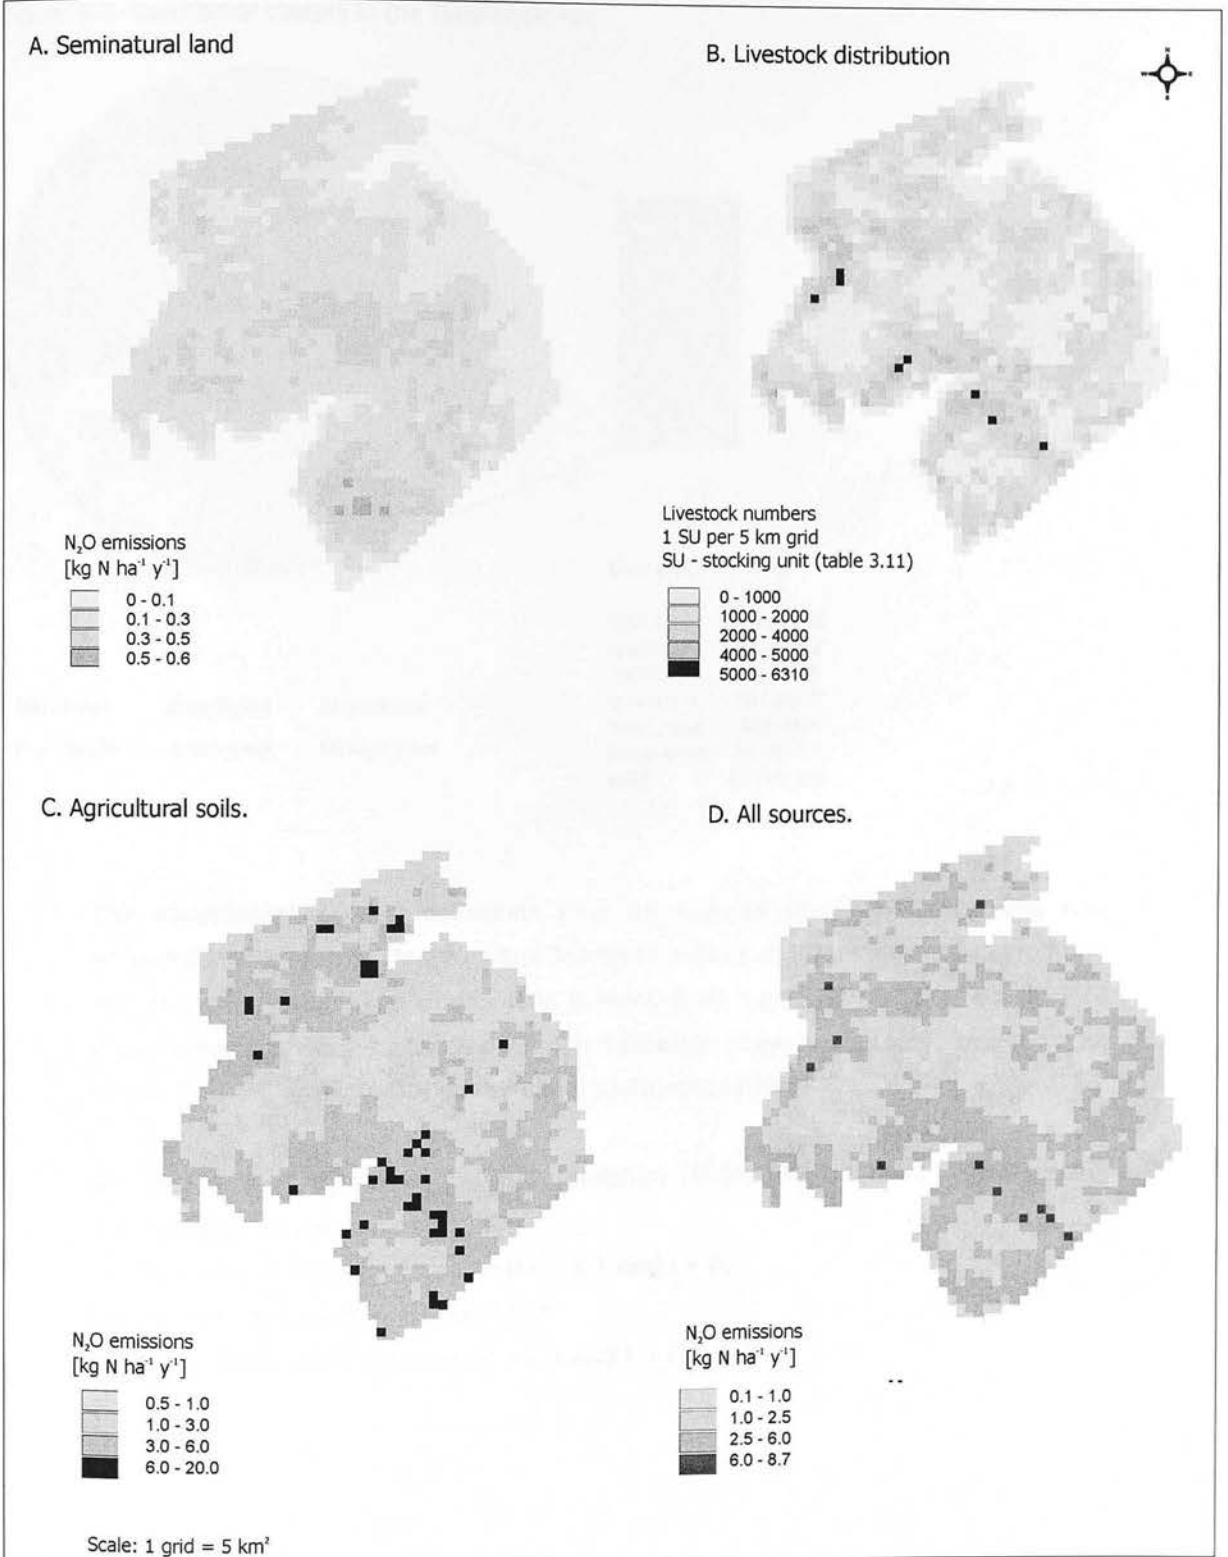 A. Seminatural land
B. Livestock distribution
N
W
E
S
N₂O emissions
[kg N ha⁻¹ y⁻¹]
0 - 0.1
0.1 - 0.3
0.3 - 0.5
0.5 - 0.6
Livestock numbers
1 SU per 5 km grid
SU - stocking unit (table 3.11)
0 - 1000
1000 - 2000
2000 - 4000
4000 - 5000
5000 - 6310
C. Agricultural soils.
D. All sources.
N₂O emissions
[kg N ha⁻¹ y⁻¹]
0.5 - 1.0
1.0 - 3.0
3.0 - 6.0
6.0 - 20.0
N₂O emissions
[kg N ha⁻¹ y⁻¹]
0.1 - 1.0
1.0 - 2.5
2.5 - 6.0
6.0 - 8.7
Scale: 1 grid = 5 km²